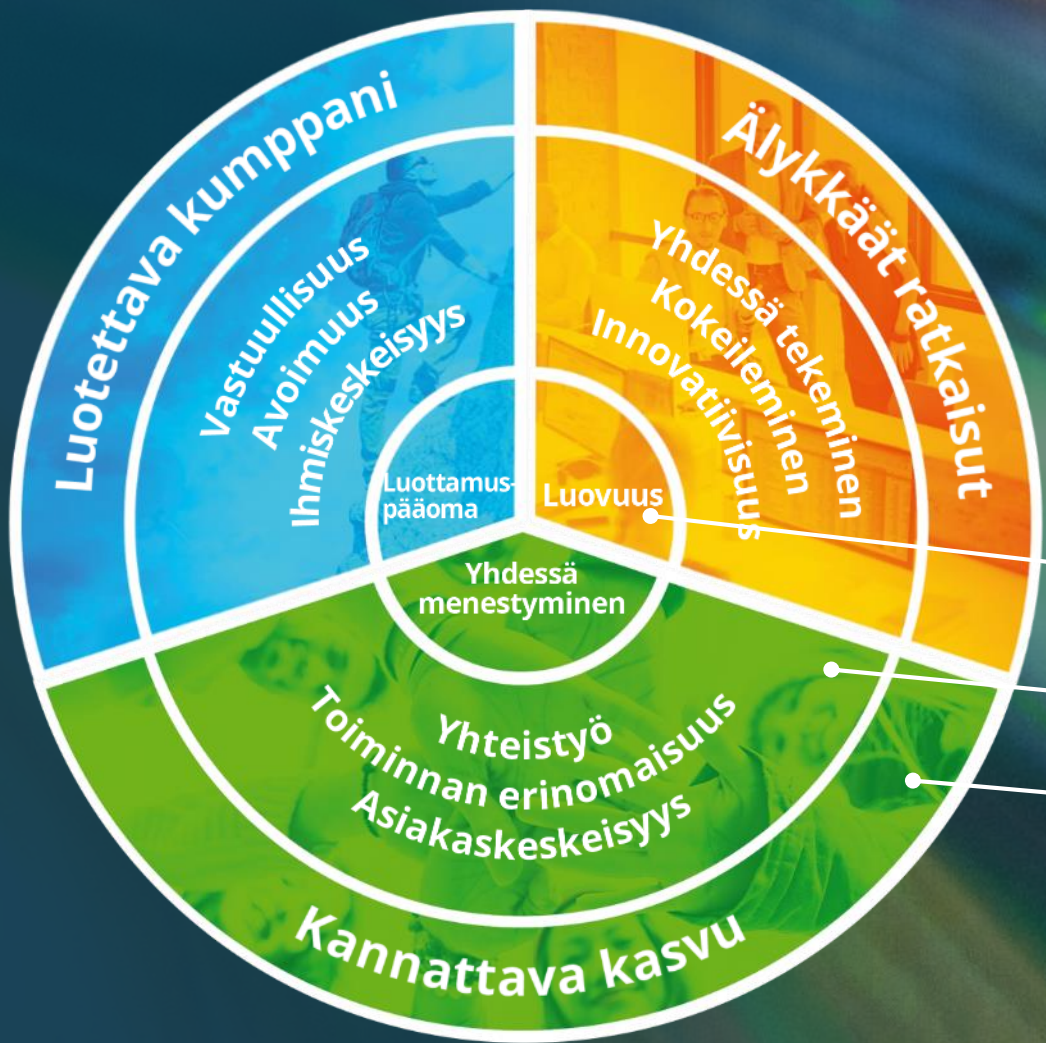 Luotettava kumppani
Vastuullisuus
Avoimuus
Ihmiskeskeisyys
Luottamus-
pääoma
Älykkäät ratkaisut
Yhdessä tekeminen
Kokeileminen
Innovatiivisuus
Luovuus
Yhdessä
menestyminen
Yhteistyö
Toiminnan erinomaisuus
Asiakaskeskeisyys
Kannattava kasvu